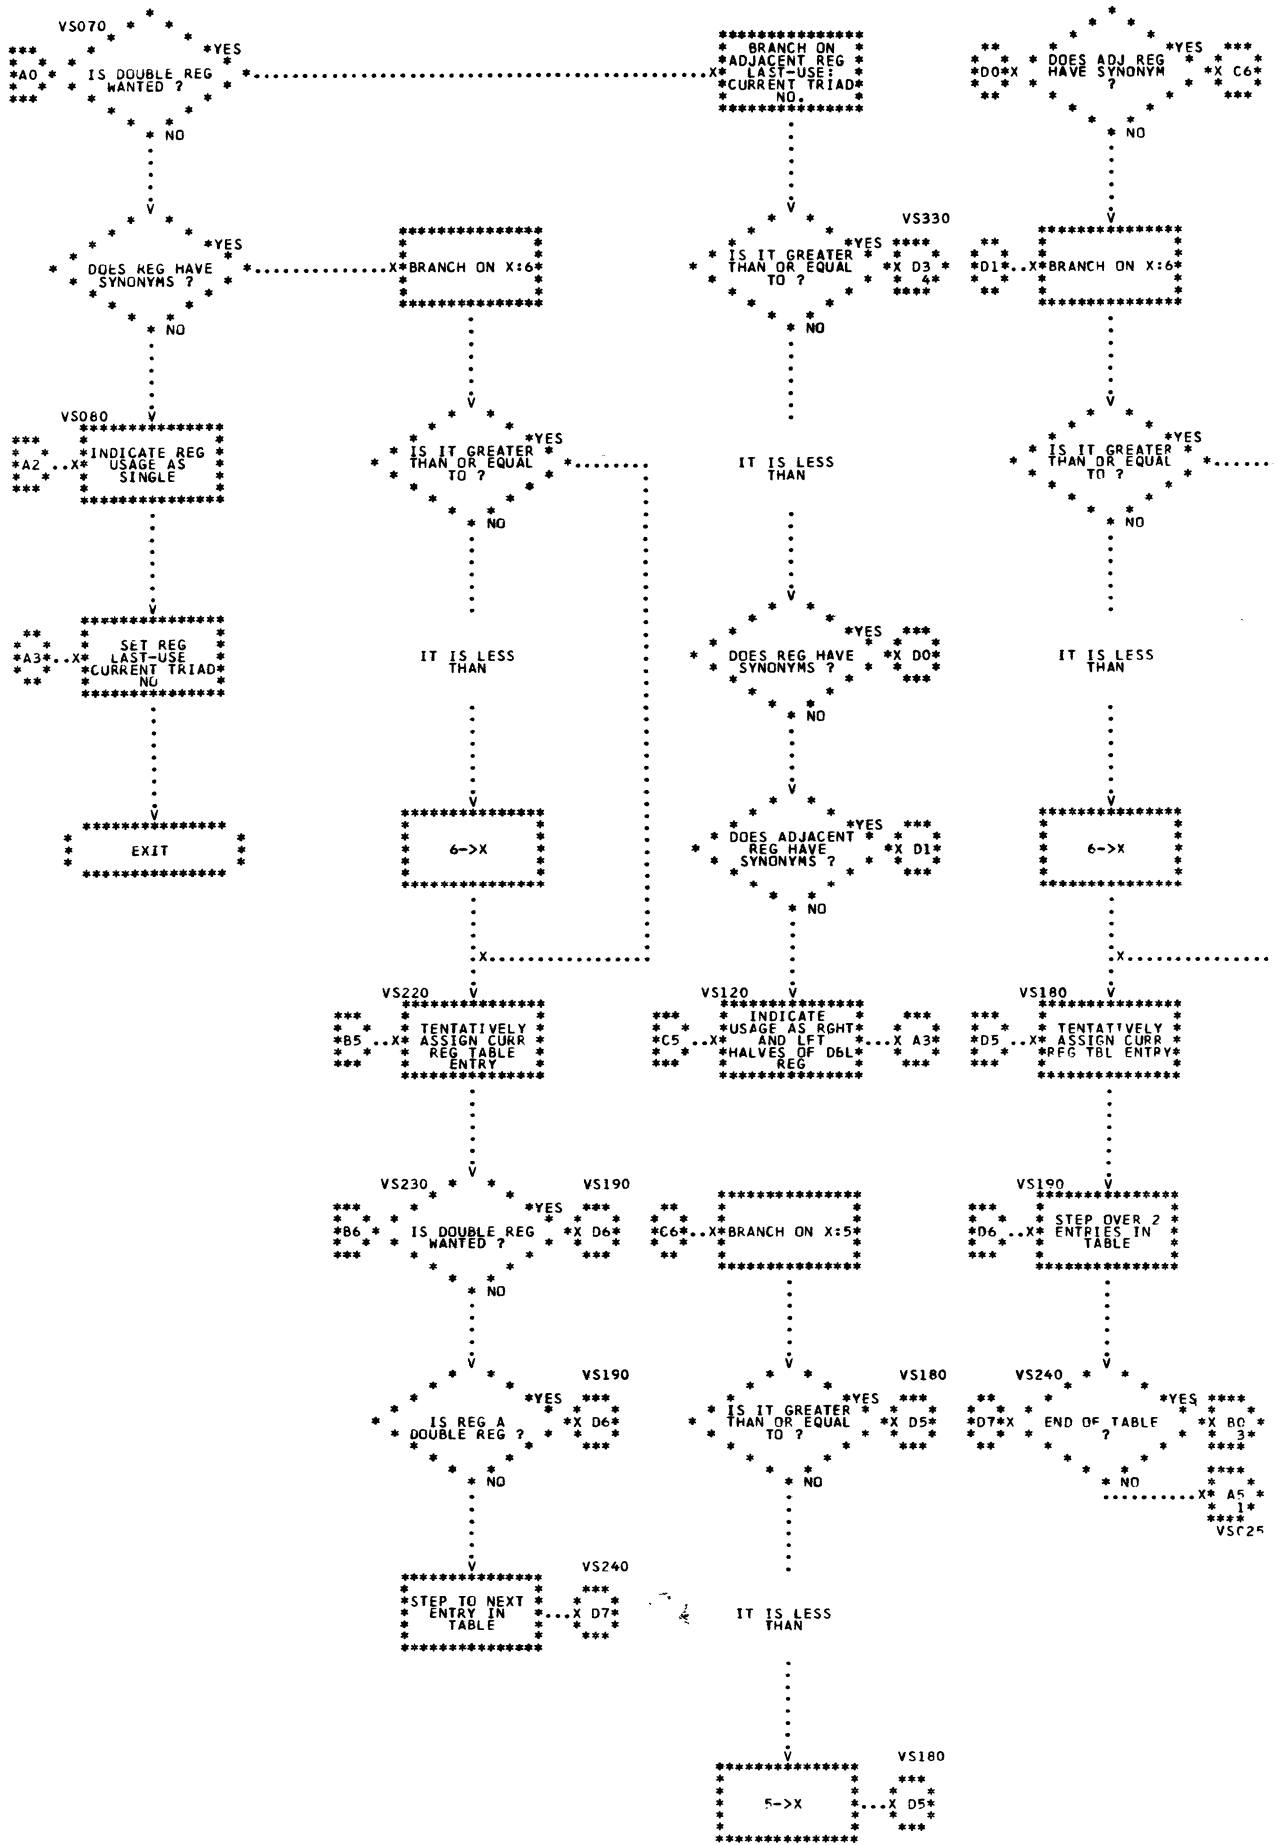 VS070
*YES
*A0*
IS DOUBLE REG
WANTED ?
NO
DOES REG HAVE
SYNONYMS ?
*YES
NO
VS080
*A2*
INDICATE REG
USAGE AS
SINGLE
*A3*
SET REG
LAST-USE
CURRENT TRIAD
NO
EXIT
BRANCH ON X:6
*YES
IS IT GREATER
THAN OR EQUAL
TO ?
NO
IT IS LESS
THAN
6->X
VS220
*B5*
TENTATIVELY
ASSIGN CURR
REG TABLE
ENTRY
VS230
*B6*
IS DOUBLE REG
WANTED ?
*YES
VS190
X D6*
NO
IS REG A
DOUBLE REG ?
*YES
VS190
X D6*
NO
STEP TO NEXT
ENTRY IN
TABLE
VS240
X D7*
BRANCH ON
ADJACENT REG
LAST-USE:
CURRENT TRIAD
NO.
IS IT GREATER
THAN OR EQUAL
TO ?
*YES
VS330
X D3 *
4*
NO
IT IS LESS
THAN
DOES REG HAVE
SYNONYMS ?
*YES
X D0*
NO
DOES ADJACENT
REG HAVE
SYNONYMS ?
*YES
X D1*
NO
VS120
*C5*
INDICATE
USAGE AS RGHT
AND LFT
HALVES OF DBL
REG
X A3*
*C6*
BRANCH ON X:5
IS IT GREATER
THAN OR EQUAL
TO ?
*YES
VS180
X D5*
NO
IT IS LESS
THAN
5->X
VS180
X D5*
*D0*X
DOES ADJ REG
HAVE SYNONYM
?
*YES
*X C6*
NO
*D1*
BRANCH ON X:6
IS IT GREATER
THAN OR EQUAL
TO ?
*YES
NO
IT IS LESS
THAN
6->X
VS180
*D5*
TENTATIVELY
ASSIGN CURR
REG TBL ENTRY
VS190
*D6*
STEP OVER 2
ENTRIES IN
TABLE
VS240
*D7*X
END OF TABLE
?
*YES
X B0 *
3*
NO
X* A5 *
1*